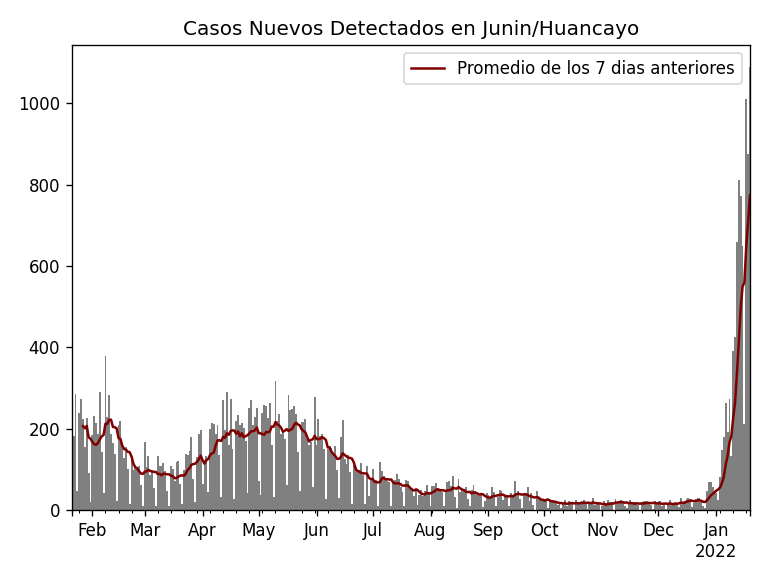 Casos Nuevos Detectados en Junin/Huancayo
Promedio de los 7 dias anteriores
1000
800
600
400
200
0
Feb Mar Apr May Jun Jul Aug Sep Oct Nov Dec Jan
2022